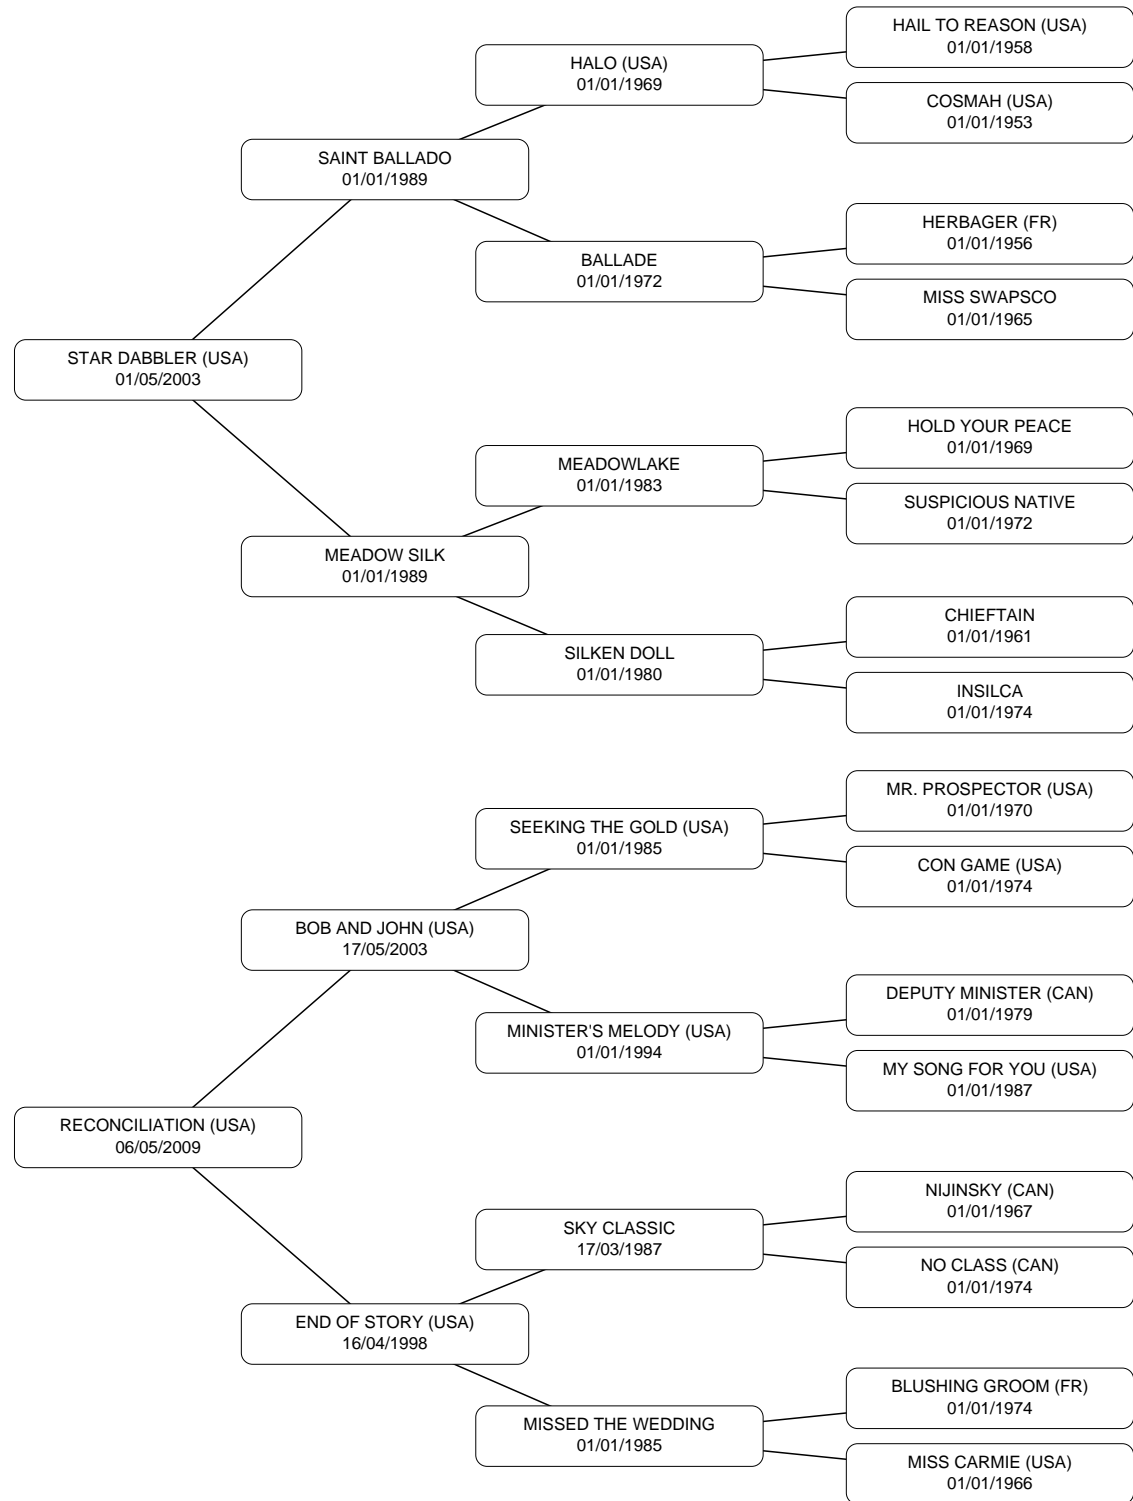 HAIL TO REASON (USA)
01/01/1958
HALO (USA)
01/01/1969
COSMAH (USA)
01/01/1953
SAINT BALLADO
01/01/1989
HERBAGER (FR)
01/01/1956
BALLADE
01/01/1972
MISS SWAPSCO
01/01/1965
STAR DABBLER (USA)
01/05/2003
HOLD YOUR PEACE
01/01/1969
MEADOWLAKE
01/01/1983
SUSPICIOUS NATIVE
01/01/1972
MEADOW SILK
01/01/1989
CHIEFTAIN
01/01/1961
SILKEN DOLL
01/01/1980
INSILCA
01/01/1974
MR. PROSPECTOR (USA)
01/01/1970
SEEKING THE GOLD (USA)
01/01/1985
CON GAME (USA)
01/01/1974
BOB AND JOHN (USA)
17/05/2003
DEPUTY MINISTER (CAN)
01/01/1979
MINISTER'S MELODY (USA)
01/01/1994
MY SONG FOR YOU (USA)
01/01/1987
RECONCILIATION (USA)
06/05/2009
NIJINSKY (CAN)
01/01/1967
SKY CLASSIC
17/03/1987
NO CLASS (CAN)
01/01/1974
END OF STORY (USA)
16/04/1998
BLUSHING GROOM (FR)
01/01/1974
MISSED THE WEDDING
01/01/1985
MISS CARMIE (USA)
01/01/1966